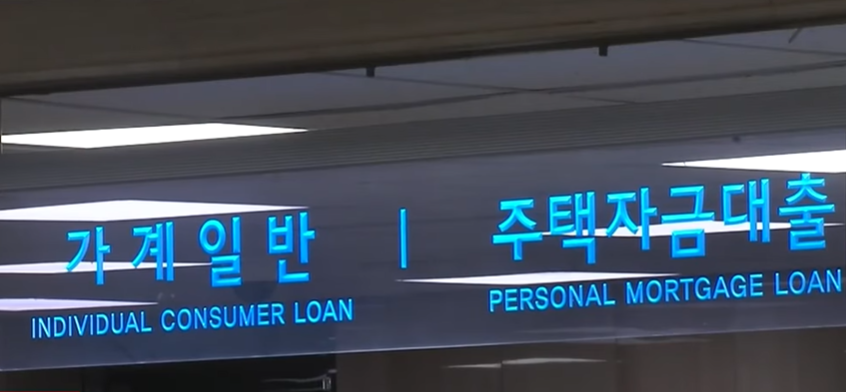 가계일반 | 주택자금대출
INDIVIDUAL CONSUMER LOAN PERSONAL MORTGAGE LOAN